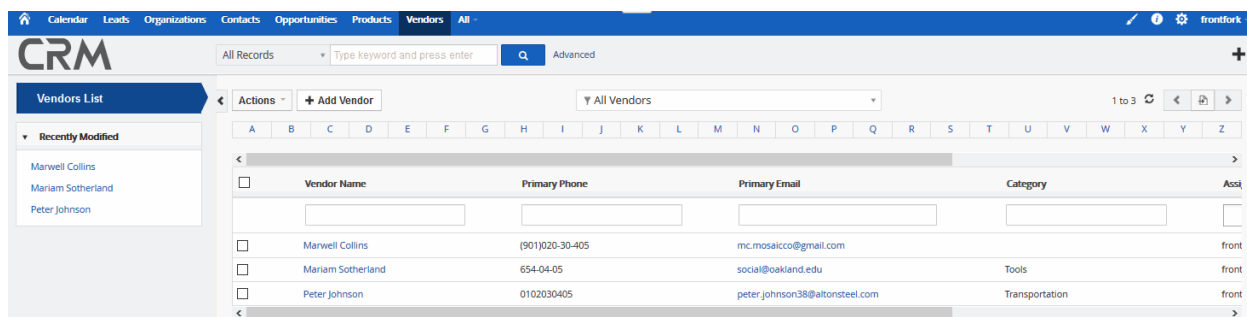 Calendar Leads Organizations Contacts Opportunities Products Vendors All frontfork
CRM All Records Type keyword and press enter Advanced
Vendors List Actions + Add Vendor All Vendors 1 to 3
A B C D E F G H I J K L M N O P Q R S T U V W X Y Z
Recently Modified
Marwell Collins
Mariam Sotherland
Peter Johnson
Vendor Name Primary Phone Primary Email Category Assi
Marwell Collins (901)020-30-405 mc.mosaicco@gmail.com front
Mariam Sotherland 654-04-05 social@oakland.edu Tools front
Peter Johnson 0102030405 peter.johnson38@altonsteel.com Transportation front